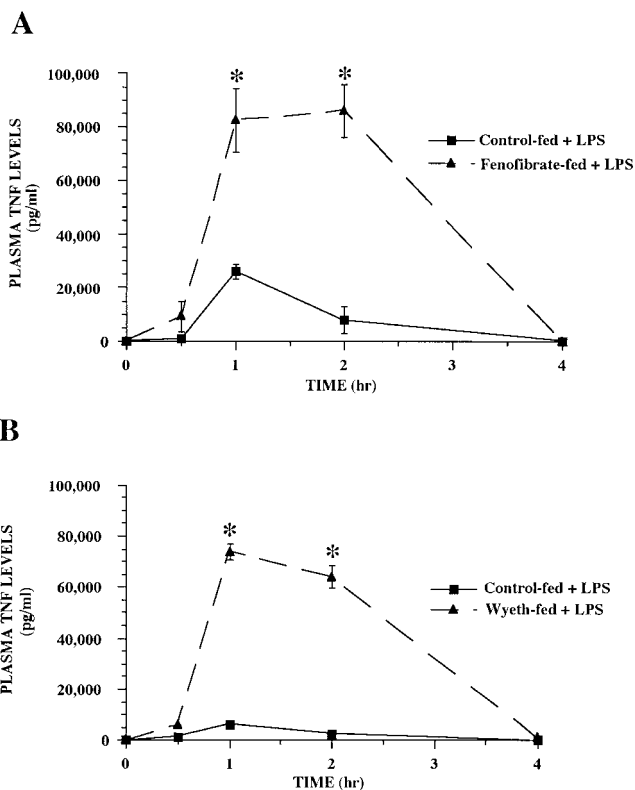 A
PLASMA TNF LEVELS
(pg/ml)
100,000
80,000
60,000
40,000
20,000
0
* *
Control-fed + LPS
Fenofibrate-fed + LPS
0 1 2 3 4
TIME (hr)
B
PLASMA TNF LEVELS
(pg/ml)
100,000
80,000
60,000
40,000
20,000
0
* *
Control-fed + LPS
Wyeth-fed + LPS
0 1 2 3 4
TIME (hr)